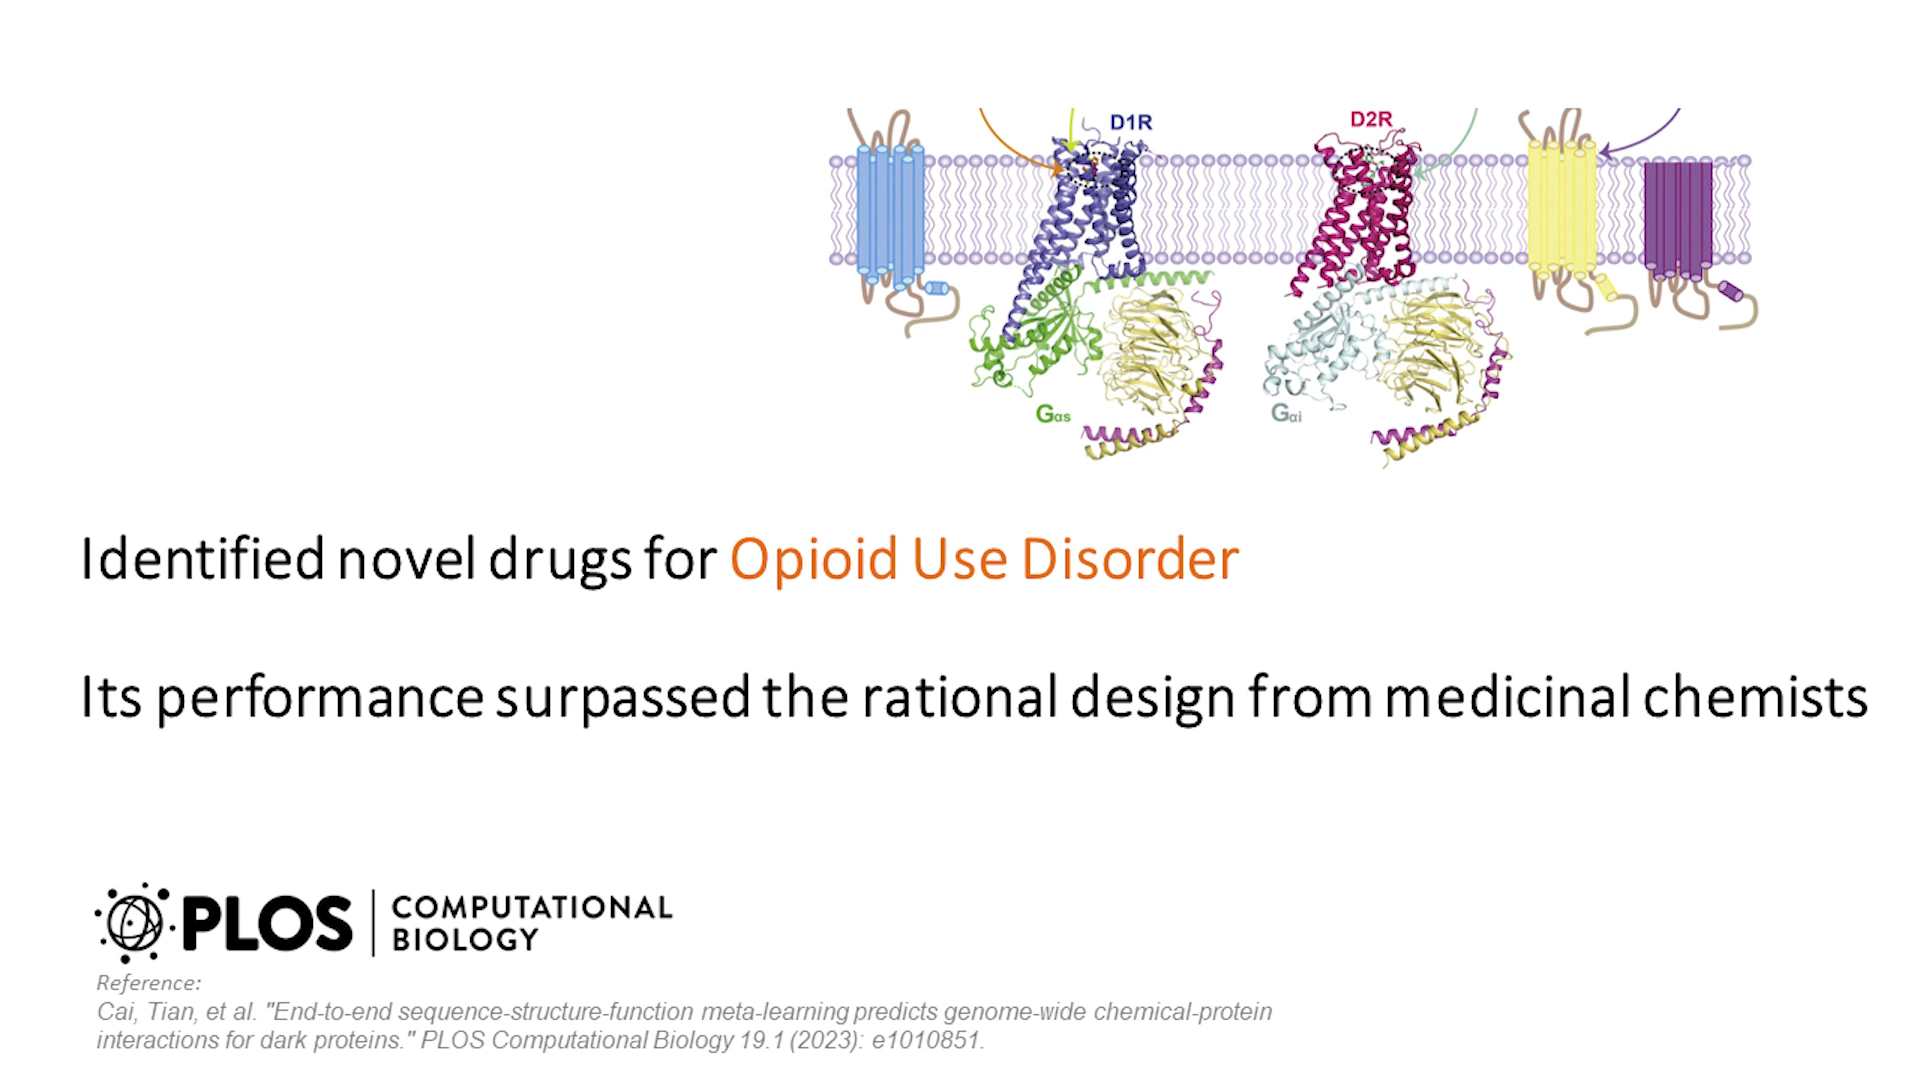 D1R
D2R
Gαs
Gαi
Identified novel drugs for Opioid Use Disorder
Its performance surpassed the rational design from medicinal chemists
PLOS
COMPUTATIONAL
BIOLOGY
Reference:
Cai, Tian, et al. "End-to-end sequence-structure-function meta-learning predicts genome-wide chemical-protein
interactions for dark proteins." PLOS Computational Biology 19.1 (2023): e1010851.